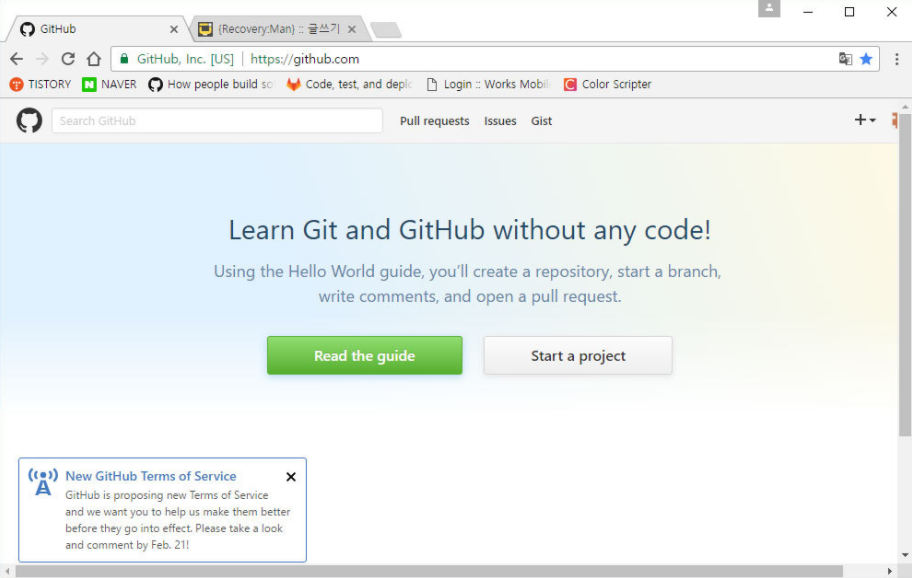 GitHub
{Recovery:Man} :: 글쓰기
GitHub, Inc. [US] | https://github.com
TISTORY NAVER How people build so Code, test, and deplo Login :: Works Mobil Color Scripter
Search GitHub Pull requests Issues Gist
Learn Git and GitHub without any code!
Using the Hello World guide, you’ll create a repository, start a branch,
write comments, and open a pull request.
Read the guide Start a project
New GitHub Terms of Service
GitHub is proposing new Terms of Service
and we want you to help us make them better
before they go into effect. Please take a look
and comment by Feb. 21!